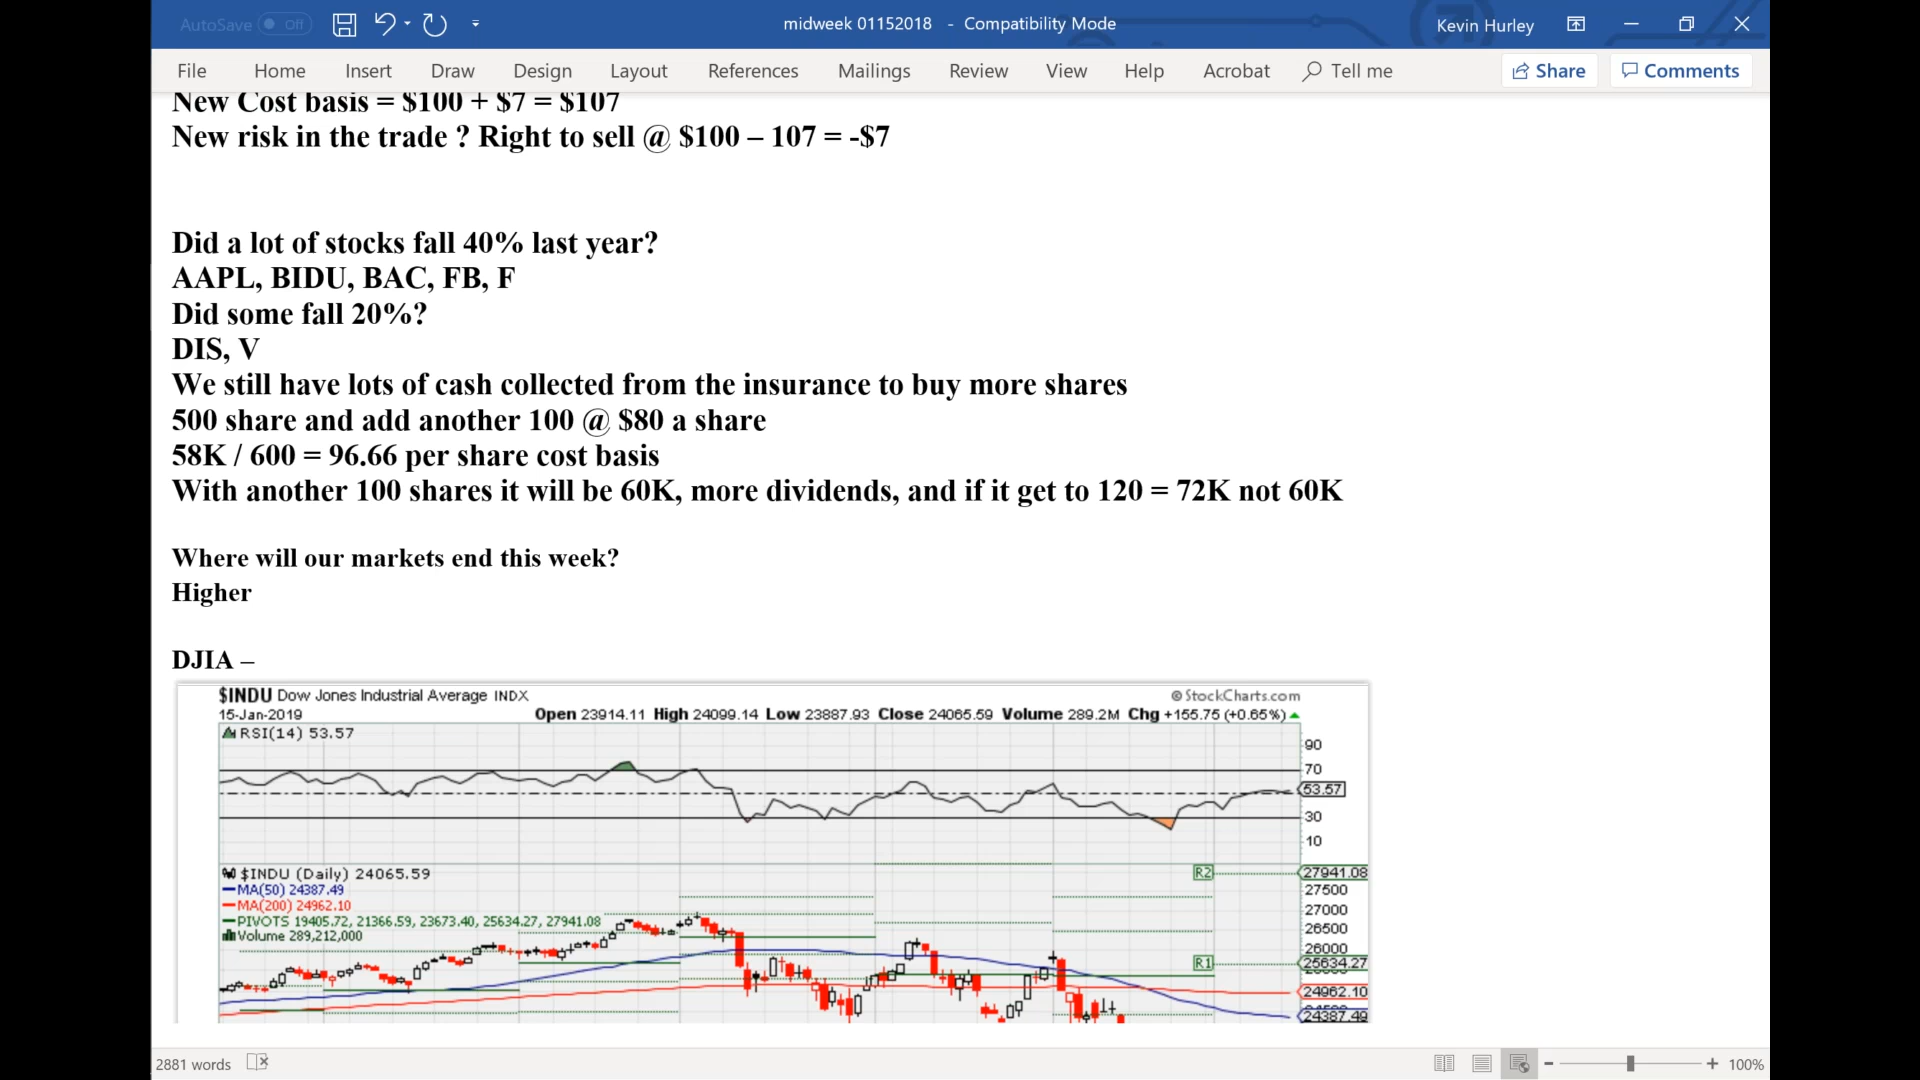 AutoSave Off
midweek 01152018 - Compatibility Mode
Kevin Hurley
File Home Insert Draw Design Layout References Mailings Review View Help Acrobat Tell me Share Comments
New Cost basis = $100 + $7 = $107
New risk in the trade ? Right to sell @ $100 – 107 = -$7
Did a lot of stocks fall 40% last year?
AAPL, BIDU, BAC, FB, F
Did some fall 20%?
DIS, V
We still have lots of cash collected from the insurance to buy more shares
500 share and add another 100 @ $80 a share
58K / 600 = 96.66 per share cost basis
With another 100 shares it will be 60K, more dividends, and if it get to 120 = 72K not 60K
Where will our markets end this week?
Higher
DJIA –
$INDU Dow Jones Industrial Average INDX
© StockCharts.com
15-Jan-2019
Open 23914.11 High 24099.14 Low 23887.93 Close 24065.59 Volume 289.2M Chg +155.75 (+0.65%)
RSI(14) 53.57
90
70
53.57
30
10
$INDU (Daily) 24065.59
MA(50) 24387.49
MA(200) 24962.10
PIVOTS 19405.72, 21366.59, 23673.40, 25634.27, 27941.08
Volume 289,212,000
R2
27941.08
27500
27000
26500
26000
R1
25634.27
24962.10
24387.49
2881 words
100%